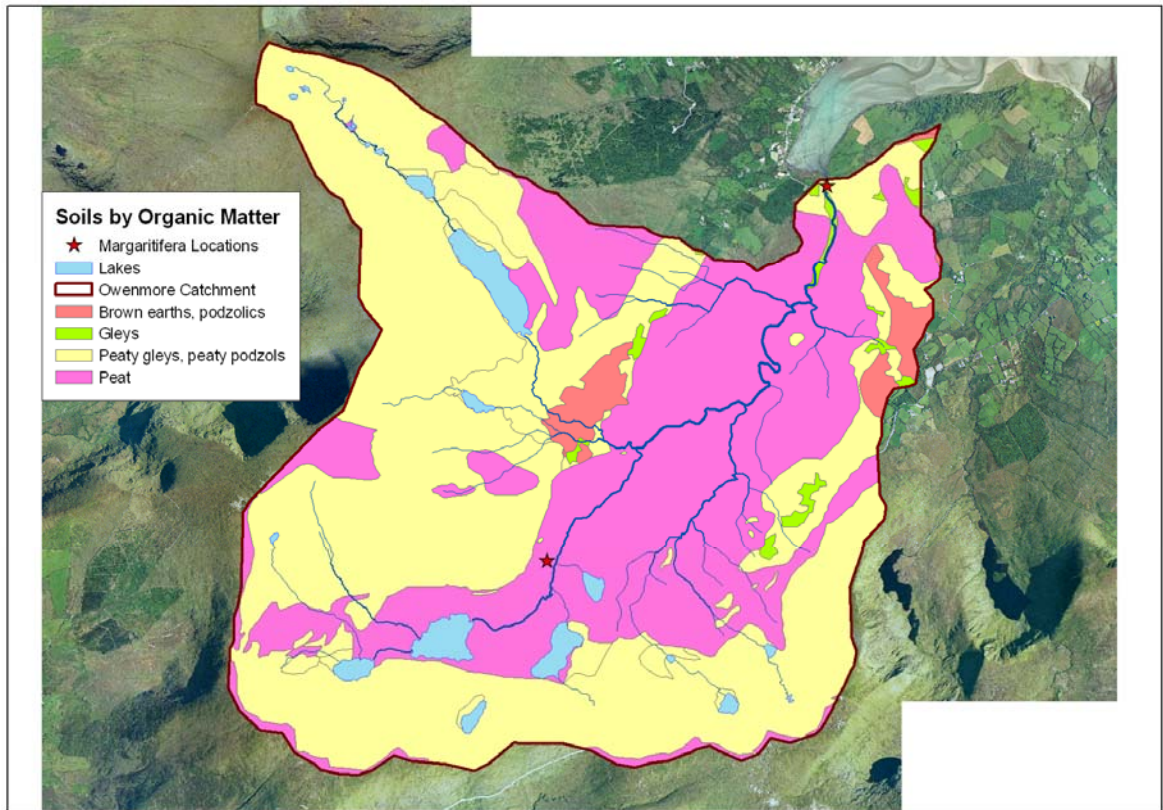 Soils by Organic Matter
Margaritifera Locations
Lakes
Owenmore Catchment
Brown earths, podzolics
Gleys
Peaty gleys, peaty podzols
Peat